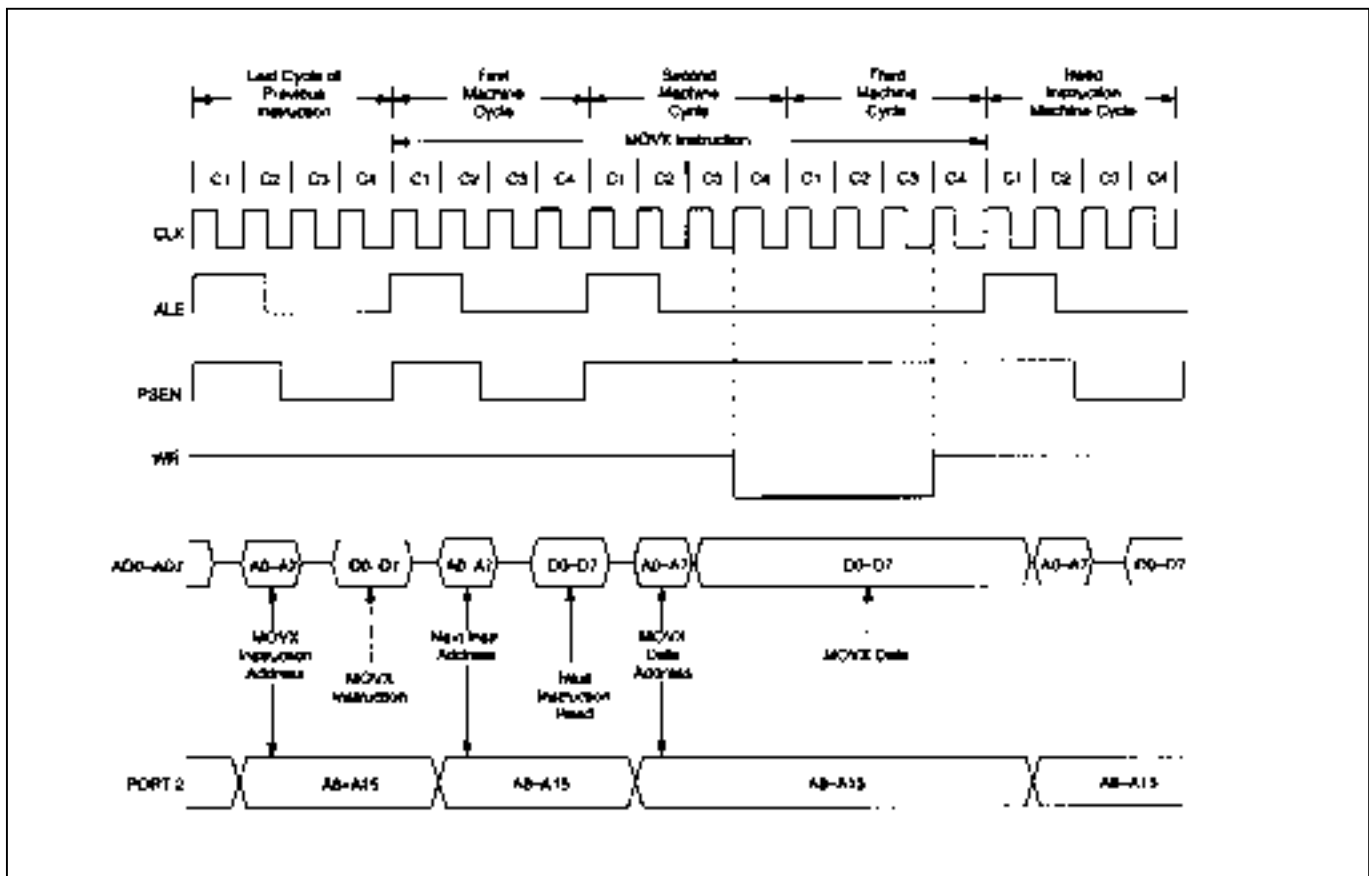 Last Cycle of
Previous
Instruction
First
Machine
Cycle
Second
Machine
Cycle
Third
Machine
Cycle
Need
Instruction
Machine Cycle
MOVX Instruction
C1 C2 C3 C4 C1 C2 C3 C4 C1 C2 C3 C4 C1 C2 C3 C4 C1 C2 C3 C4
CLK
ALE
PSEN
WR
AD0-AD7
A0-A7
D0-D7
A0-A7
D0-D7
A0-A7
D0-D7
A0-A7
D0-D7
MOVX
Instruction
Address
MOVX
Instruction
Next Inst
Address
Next
Instruction
Read
MOVX
Data
Address
MOVX Data
PORT 2
A8-A15
A8-A15
A8-A15
A8-A15